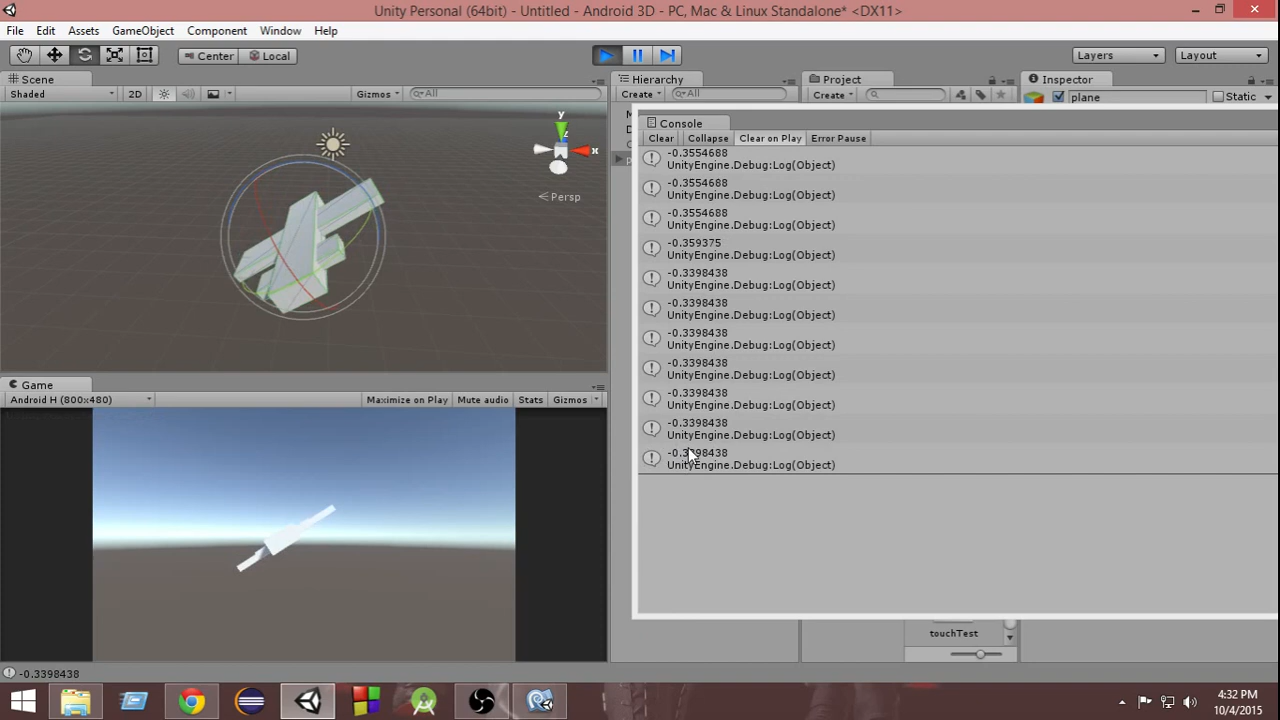 Unity Personal (64bit) - Untitled - Android 3D - PC, Mac & Linux Standalone* <DX11>
File Edit Assets GameObject Component Window Help
Center Local Layers Layout
Scene Hierarchy Project Inspector
Shaded 2D Gizmos All Create All Create plane Static
y
x
Persp
Console
Clear Collapse Clear on Play Error Pause
-0.3554688
UnityEngine.Debug:Log(Object)
-0.3554688
UnityEngine.Debug:Log(Object)
-0.3554688
UnityEngine.Debug:Log(Object)
-0.359375
UnityEngine.Debug:Log(Object)
-0.3398438
UnityEngine.Debug:Log(Object)
-0.3398438
UnityEngine.Debug:Log(Object)
-0.3398438
UnityEngine.Debug:Log(Object)
-0.3398438
UnityEngine.Debug:Log(Object)
-0.3398438
UnityEngine.Debug:Log(Object)
-0.3398438
UnityEngine.Debug:Log(Object)
-0.3398438
UnityEngine.Debug:Log(Object)
Game
Android H (800x480) Maximize on Play Mute audio Stats Gizmos
touchTest
-0.3398438
4:32 PM
10/4/2015